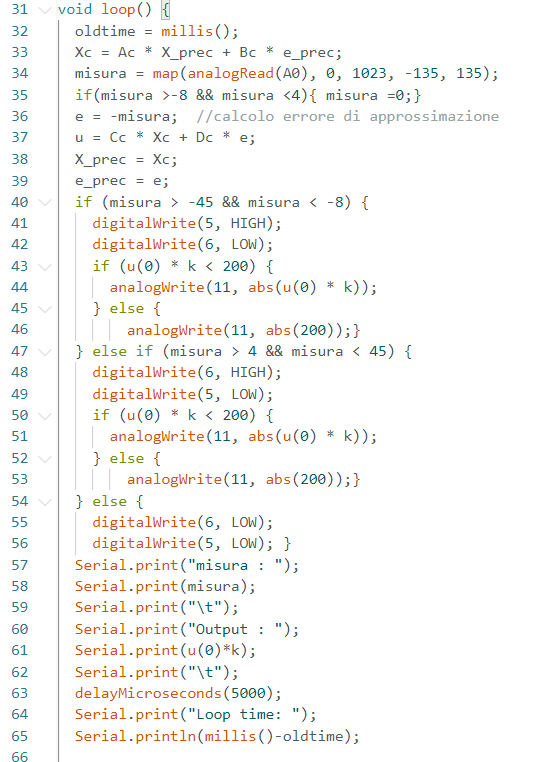 31 void loop() {
32 oldtime = millis();
33 Xc = Ac * X_prec + Bc * e_prec;
34 misura = map(analogRead(A0), 0, 1023, -135, 135);
35 if(misura >-8 && misura <4){ misura =0;}
36 e = -misura;  //calcolo errore di approssimazione
37 u = Cc * Xc + Dc * e;
38 X_prec = Xc;
39 e_prec = e;
40 if (misura > -45 && misura < -8) {
41 digitalWrite(5, HIGH);
42 digitalWrite(6, LOW);
43 if (u(0) * k < 200) {
44 analogWrite(11, abs(u(0) * k));
45 } else {
46 analogWrite(11, abs(200));}
47 } else if (misura > 4 && misura < 45) {
48 digitalWrite(6, HIGH);
49 digitalWrite(5, LOW);
50 if (u(0) * k < 200) {
51 analogWrite(11, abs(u(0) * k));
52 } else {
53 analogWrite(11, abs(200));}
54 } else {
55 digitalWrite(6, LOW);
56 digitalWrite(5, LOW); }
57 Serial.print("misura : ");
58 Serial.print(misura);
59 Serial.print("\t");
60 Serial.print("Output : ");
61 Serial.print(u(0)*k);
62 Serial.print("\t");
63 delayMicroseconds(5000);
64 Serial.print("Loop time: ");
65 Serial.println(millis()-oldtime);
66